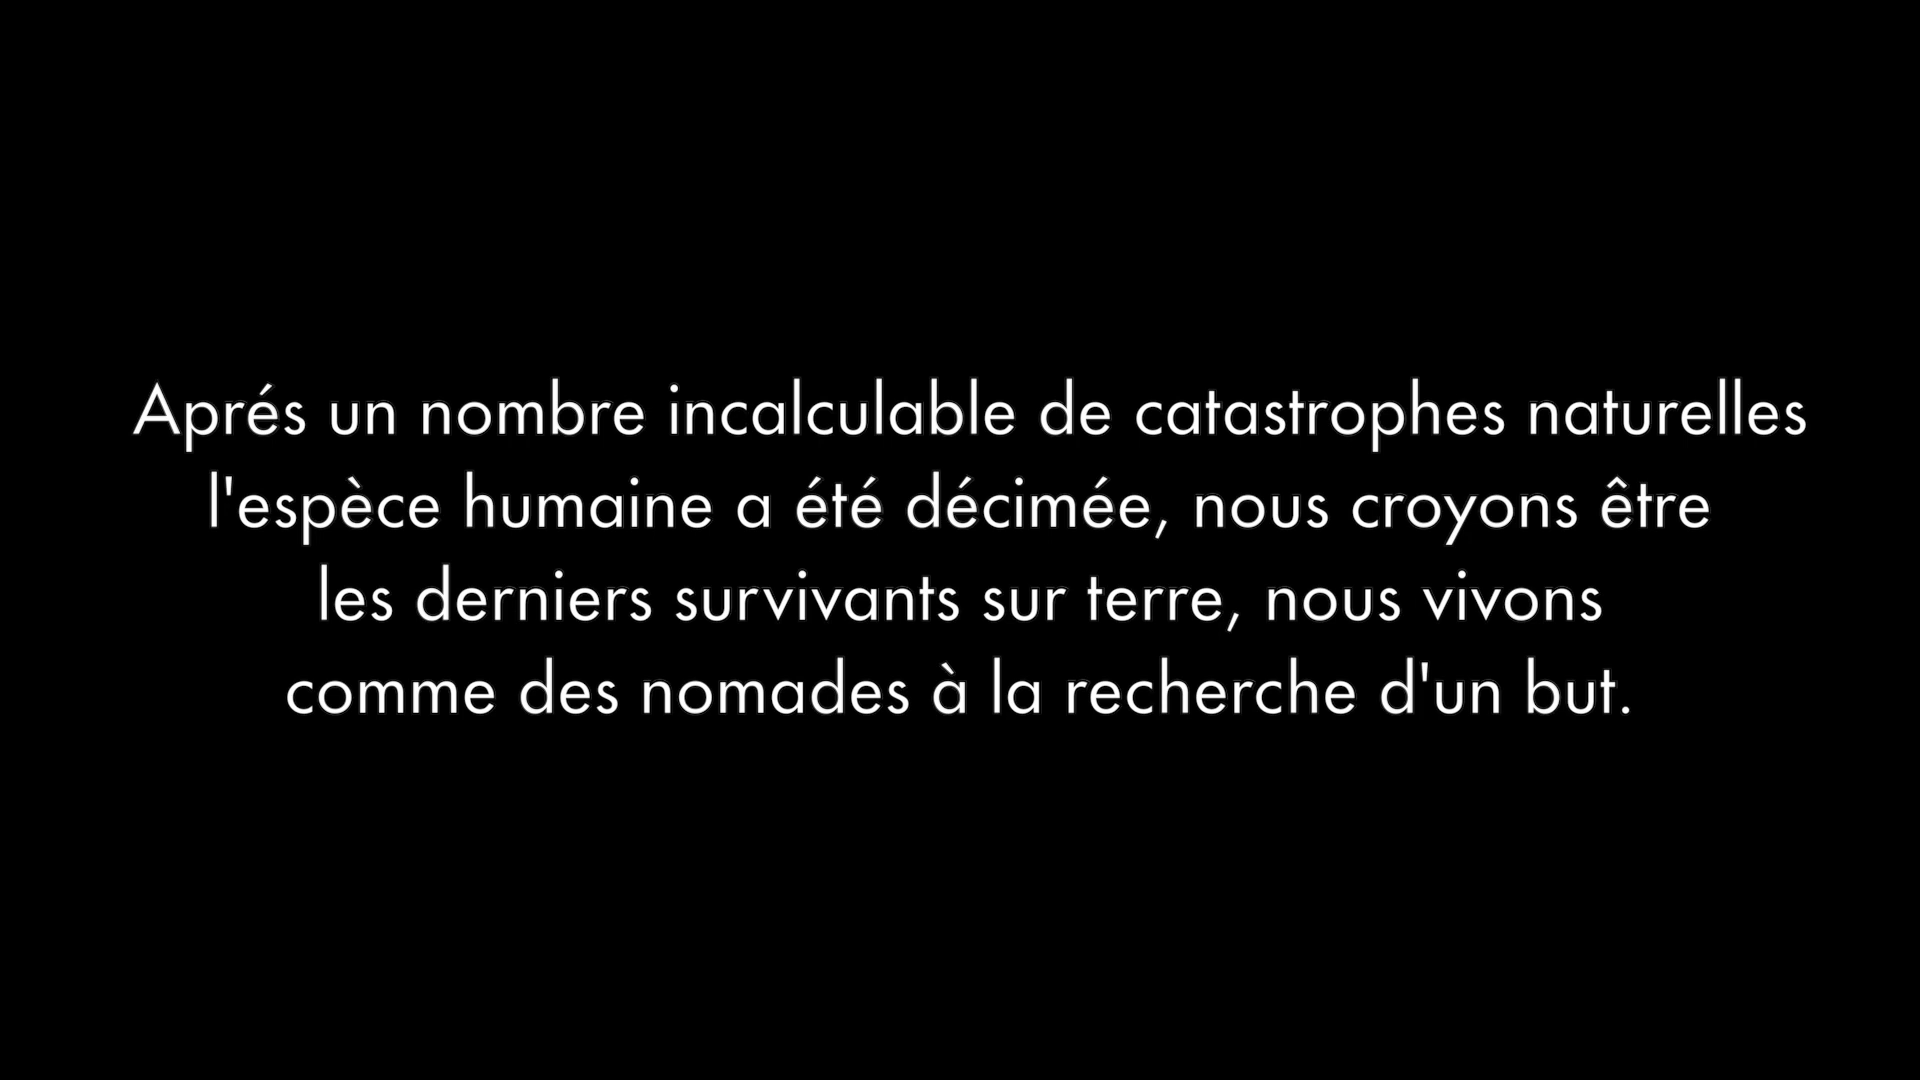 Aprés un nombre incalculable de catastrophes naturelles
l'espèce humaine a été décimée, nous croyons être
les derniers survivants sur terre, nous vivons
comme des nomades à la recherche d'un but.